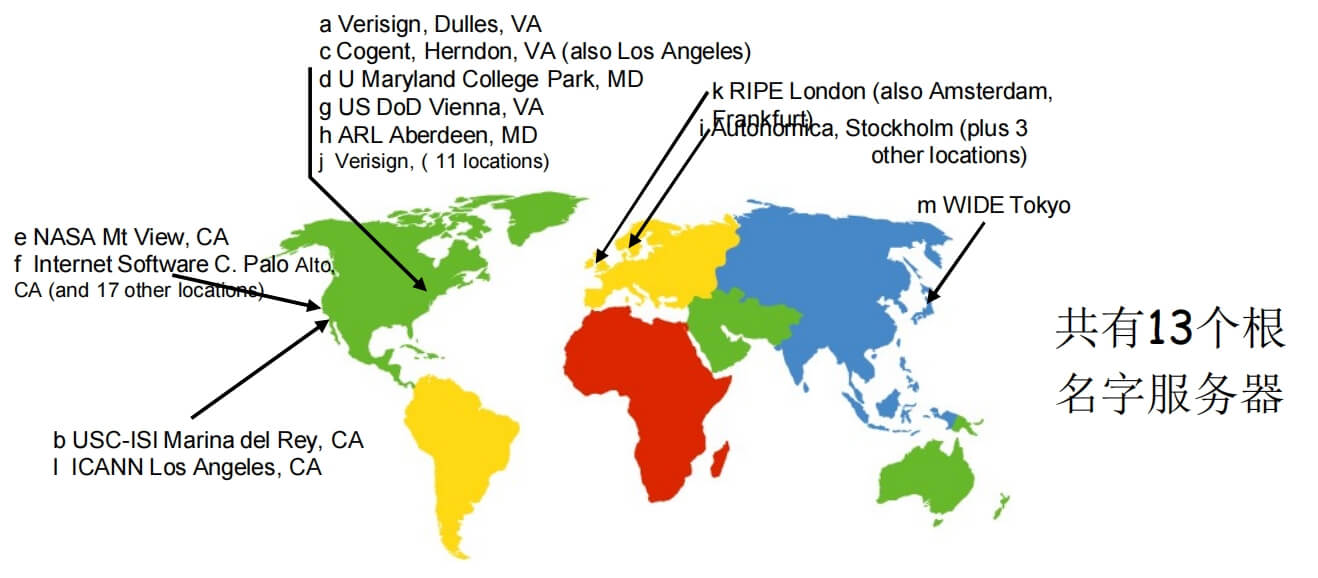 a Verisign, Dulles, VA
c Cogent, Herndon, VA (also Los Angeles)
d U Maryland College Park, MD
g US DoD Vienna, VA
h ARL Aberdeen, MD
j Verisign, ( 11 locations)
k RIPE London (also Amsterdam,
Frankfurt)
i Autonomica, Stockholm (plus 3
other locations)
m WIDE Tokyo
e NASA Mt View, CA
f Internet Software C. Palo Alto,
CA (and 17 other locations)
b USC-ISI Marina del Rey, CA
l ICANN Los Angeles, CA
共有13个根
名字服务器